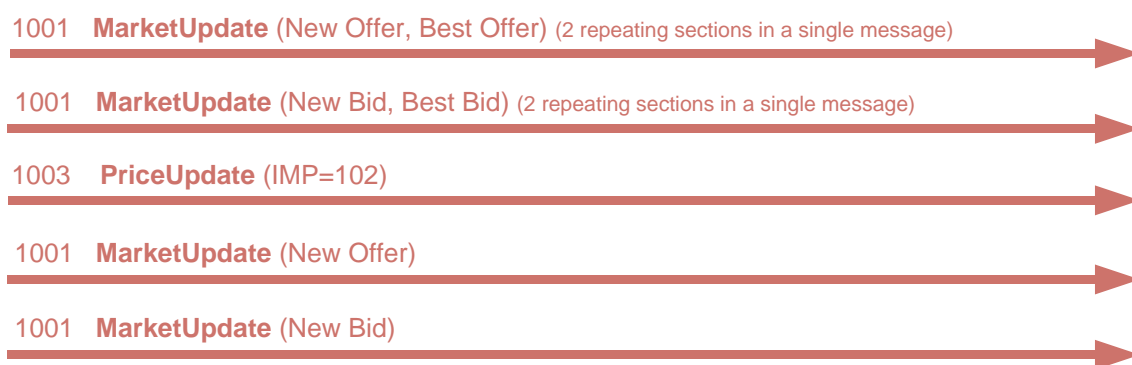 1001 MarketUpdate (New Offer, Best Offer) (2 repeating sections in a single message)
1001 MarketUpdate (New Bid, Best Bid) (2 repeating sections in a single message)
1003 PriceUpdate (IMP=102)
1001 MarketUpdate (New Offer)
1001 MarketUpdate (New Bid)